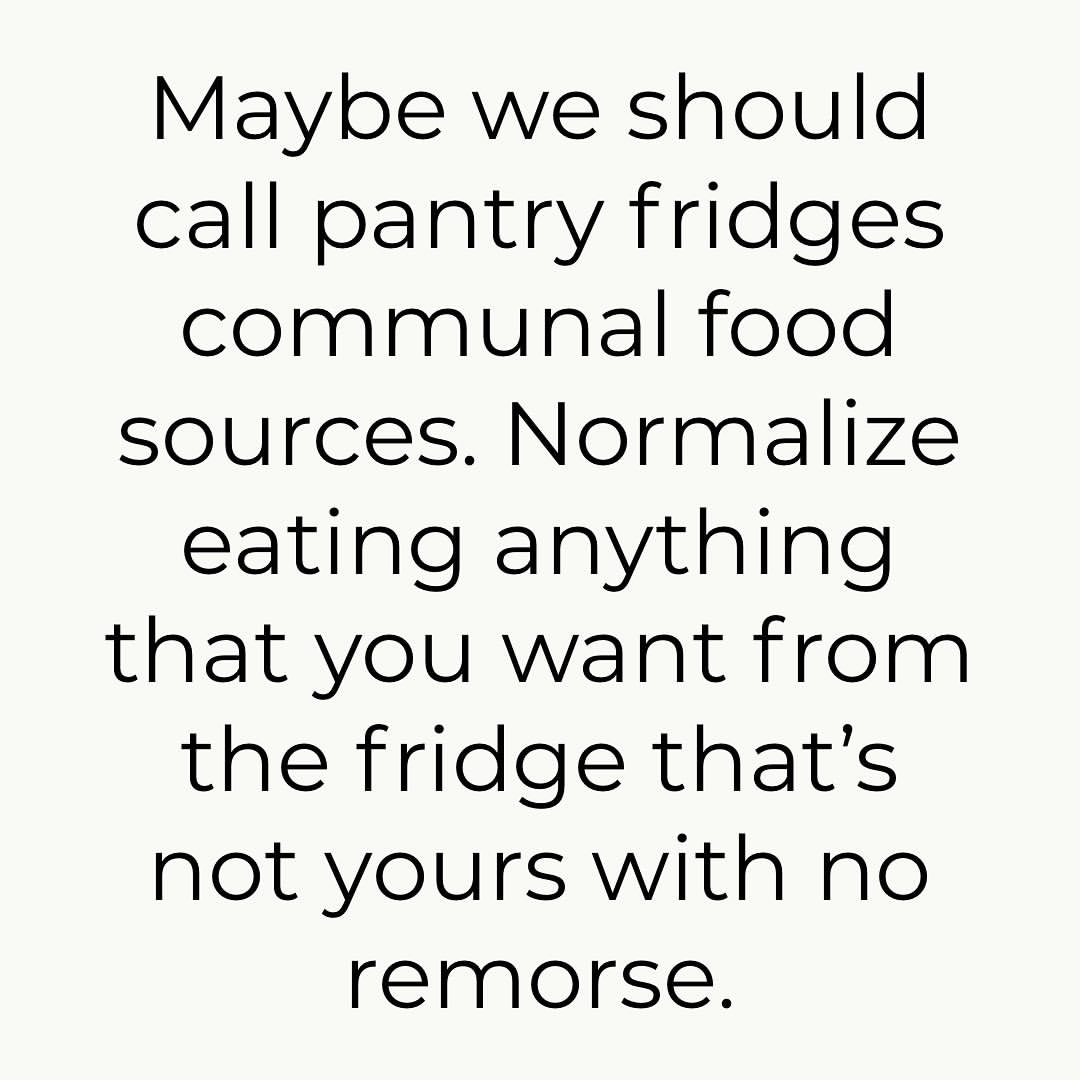 Maybe we should
call pantry fridges
communal food
sources. Normalize
eating anything
that you want from
the fridge that’s
not yours with no
remorse.